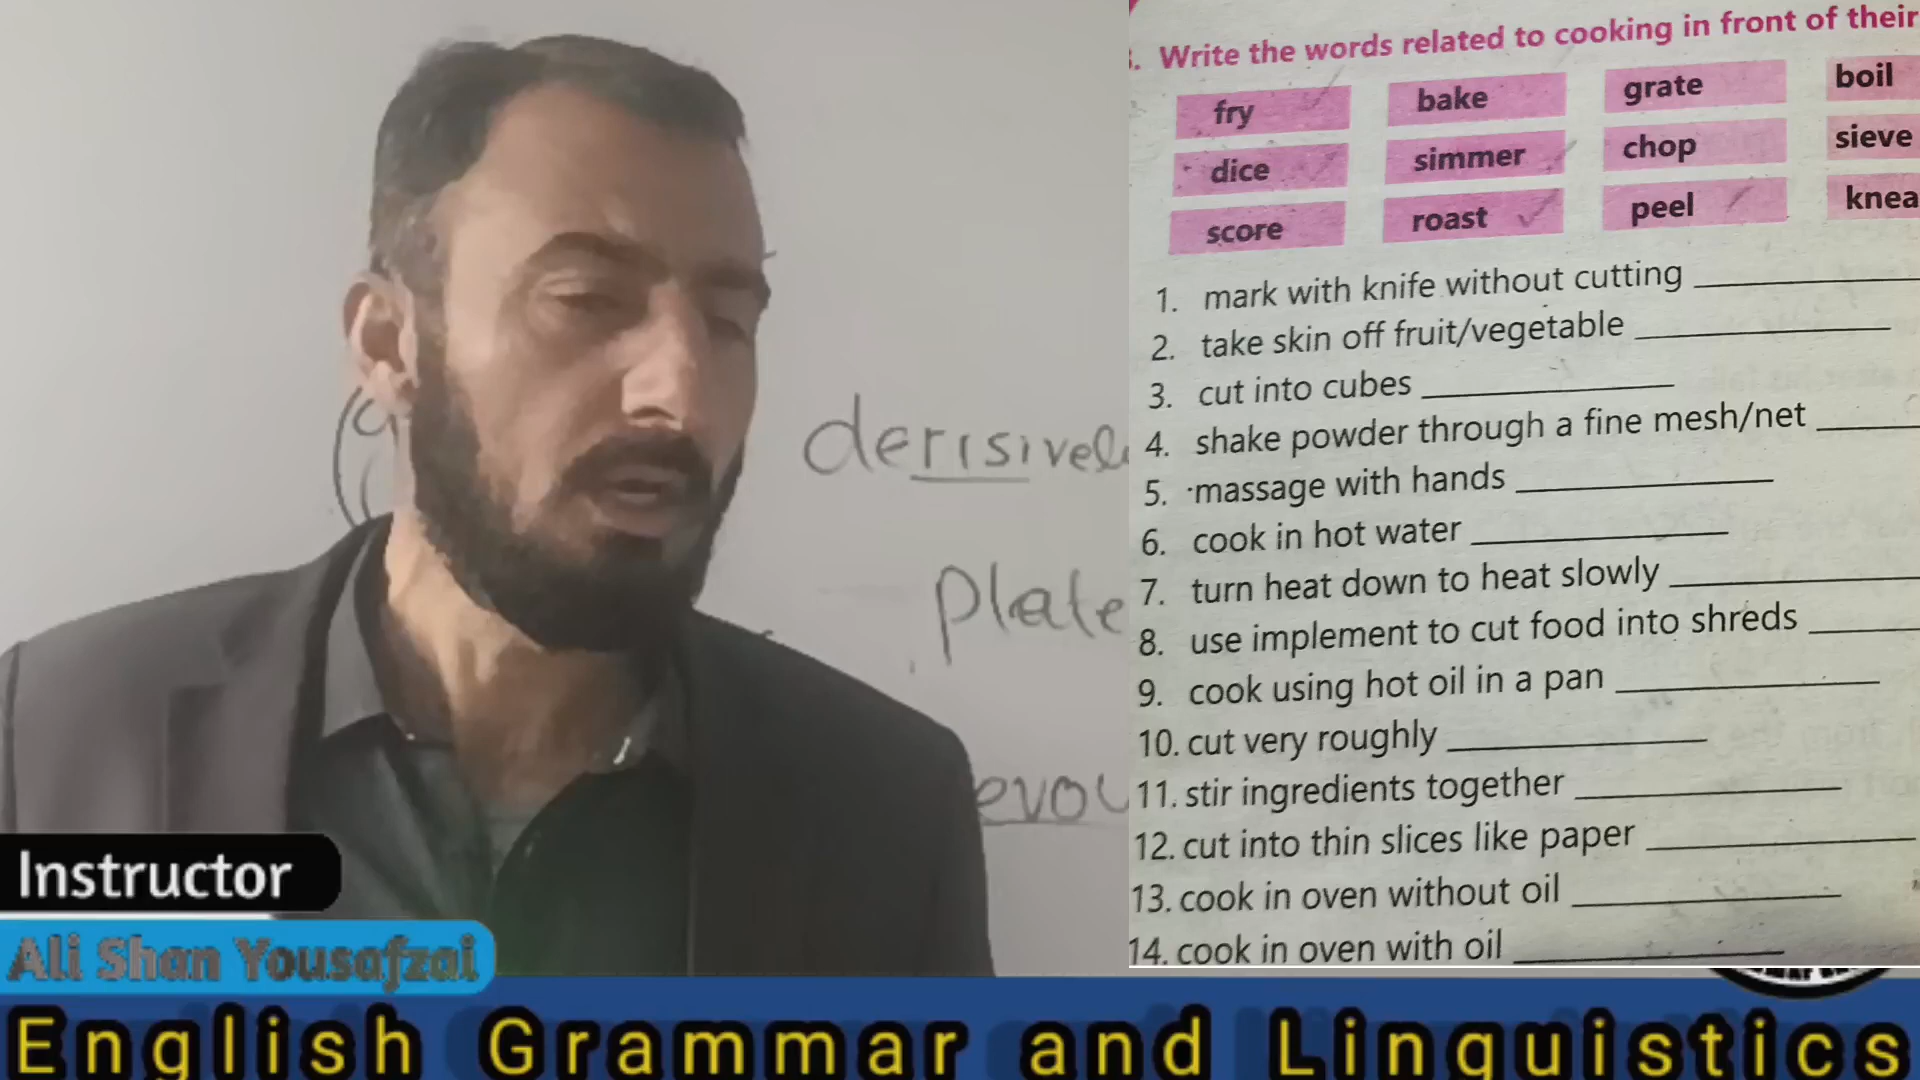 Write the words related to cooking in front of their
fry bake grate boil
dice simmer chop sieve
score roast peel knea
1. mark with knife without cutting
2. take skin off fruit/vegetable
3. cut into cubes
4. shake powder through a fine mesh/net
5. massage with hands
6. cook in hot water
7. turn heat down to heat slowly
8. use implement to cut food into shreds
9. cook using hot oil in a pan
10. cut very roughly
11. stir ingredients together
12. cut into thin slices like paper
13. cook in oven without oil
14. cook in oven with oil
derisivel
plate
evou
Instructor
Ali Shan Yousafzai
English Grammar and Linguistics